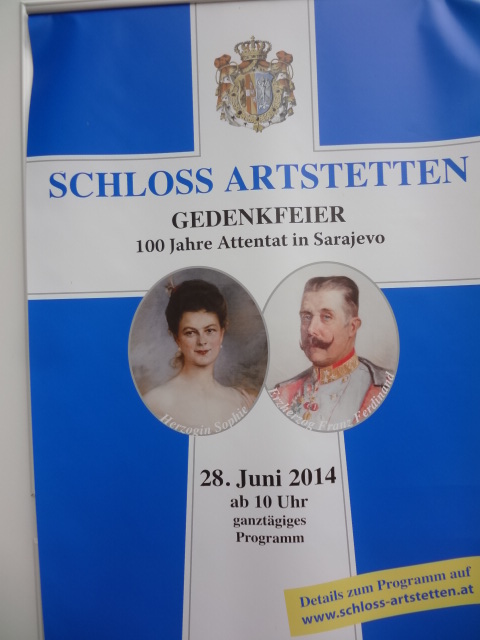 SCHLOSS ARTSTETTEN
GEDENKFEIER
100 Jahre Attentat in Sarajevo
Herzogin Sophie
Erzherzog Franz Ferdinand
28. Juni 2014
ab 10 Uhr
ganztägiges
Programm
Details zum Programm auf
www.schloss-artstetten.at